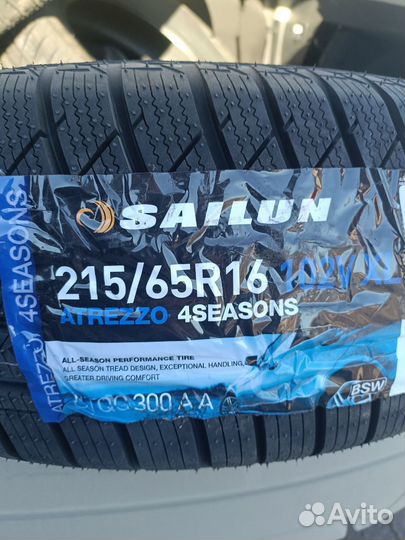 SAILUN
215/65R16 102V XL
ATREZZO 4SEASONS
ALL-SEASON PERFORMANCE TIRE
ALL SEASON TREAD DESIGN, EXCEPTIONAL HANDLING,
GREATER DRIVING COMFORT
UTQG 300 A A
BSW
ATREZZO 4SEASONS
Avito